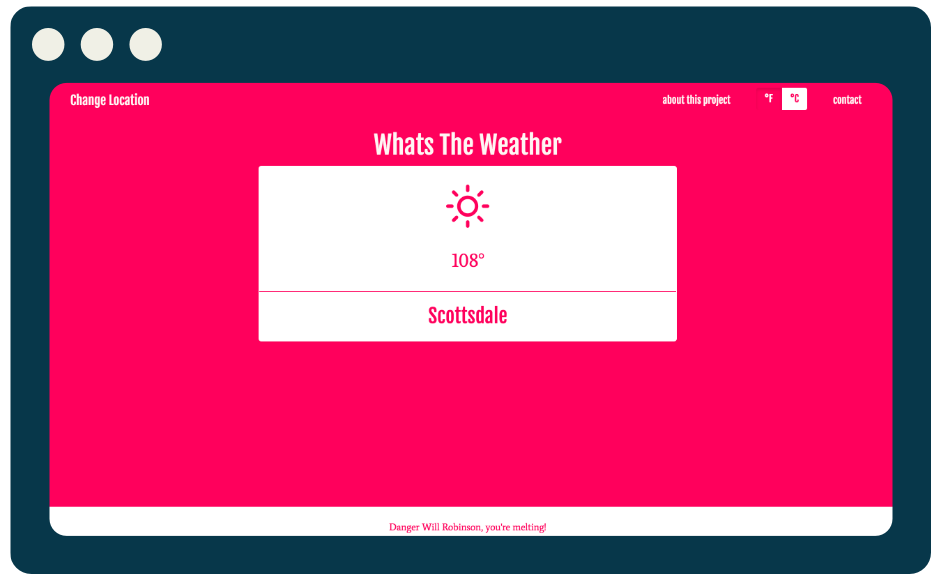 Change Location
about this project
°F
°C
contact
Whats The Weather
108°
Scottsdale
Danger Will Robinson, you're melting!